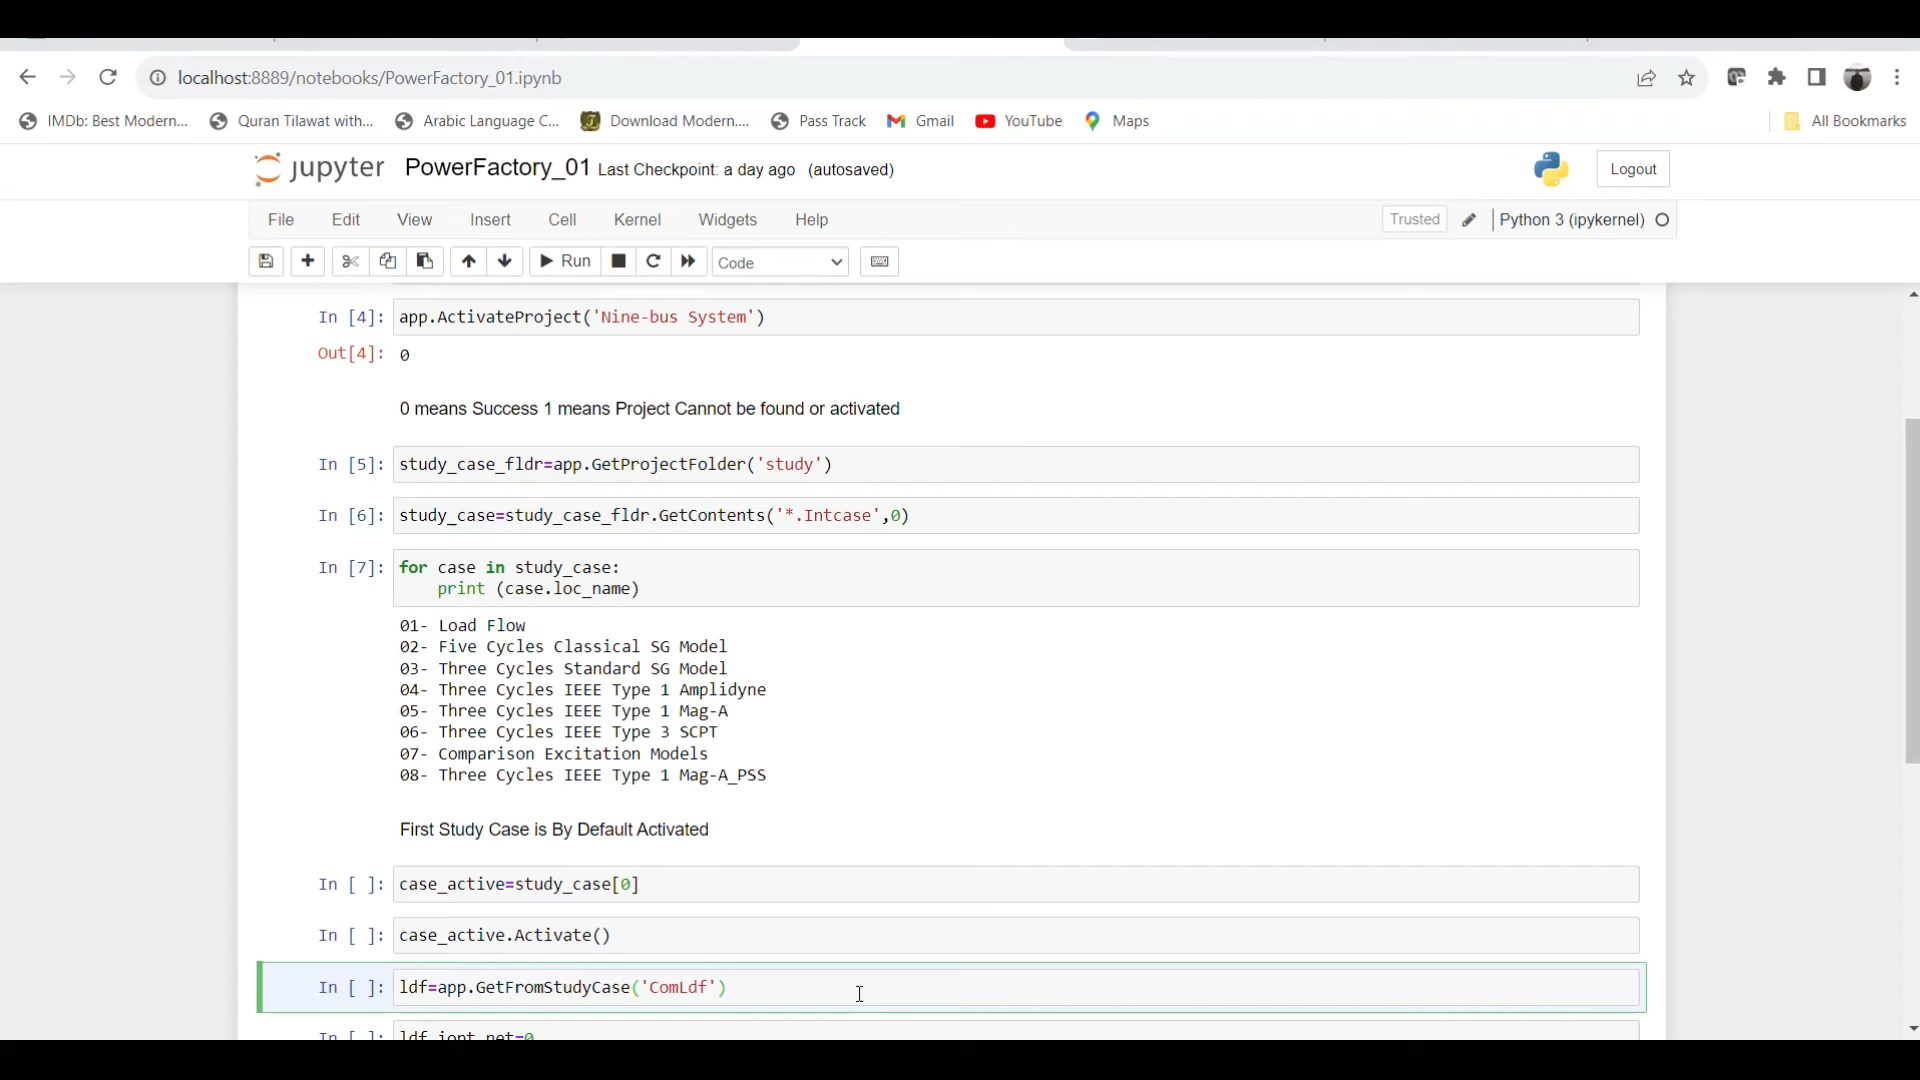 localhost:8889/notebooks/PowerFactory_01.ipynb
IMDb: Best Modern... Quran Tilawat with... Arabic Language C... Download Modern.... Pass Track Gmail YouTube Maps All Bookmarks
jupyter PowerFactory_01 Last Checkpoint: a day ago (autosaved) Logout
File Edit View Insert Cell Kernel Widgets Help Trusted Python 3 (ipykernel)
Run Code
In [4]: app.ActivateProject('Nine-bus System')
Out[4]: 0
0 means Success 1 means Project Cannot be found or activated
In [5]: study_case_fldr=app.GetProjectFolder('study')
In [6]: study_case=study_case_fldr.GetContents('*.Intcase',0)
In [7]: for case in study_case:
print (case.loc_name)
01- Load Flow
02- Five Cycles Classical SG Model
03- Three Cycles Standard SG Model
04- Three Cycles IEEE Type 1 Amplidyne
05- Three Cycles IEEE Type 1 Mag-A
06- Three Cycles IEEE Type 3 SCPT
07- Comparison Excitation Models
08- Three Cycles IEEE Type 1 Mag-A_PSS
First Study Case is By Default Activated
In [ ]: case_active=study_case[0]
In [ ]: case_active.Activate()
In [ ]: ldf=app.GetFromStudyCase('ComLdf')
In [ ]: ldf.iopt_net=0